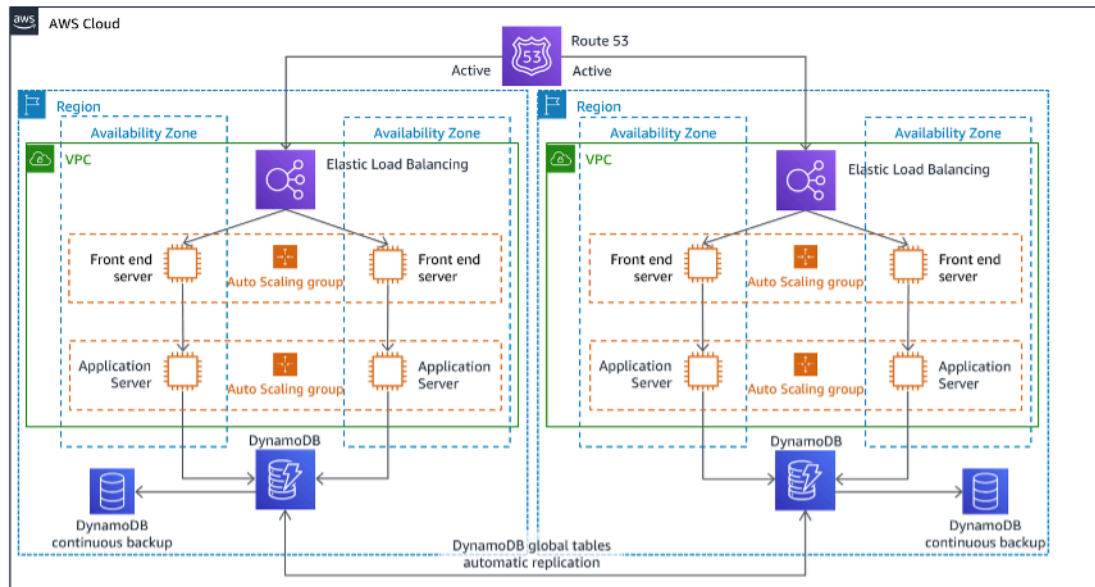 aws
AWS Cloud
Route 53
53
Active
Active
Region
Region
Availability Zone
Availability Zone
Availability Zone
Availability Zone
VPC
VPC
Elastic Load Balancing
Elastic Load Balancing
Front end
server
Auto Scaling group
Front end
server
Front end
server
Auto Scaling group
Front end
server
Application
Server
Auto Scaling group
Application
Server
Application
Server
Auto Scaling group
Application
Server
DynamoDB
DynamoDB
DynamoDB
continuous backup
DynamoDB
continuous backup
DynamoDB global tables
automatic replication